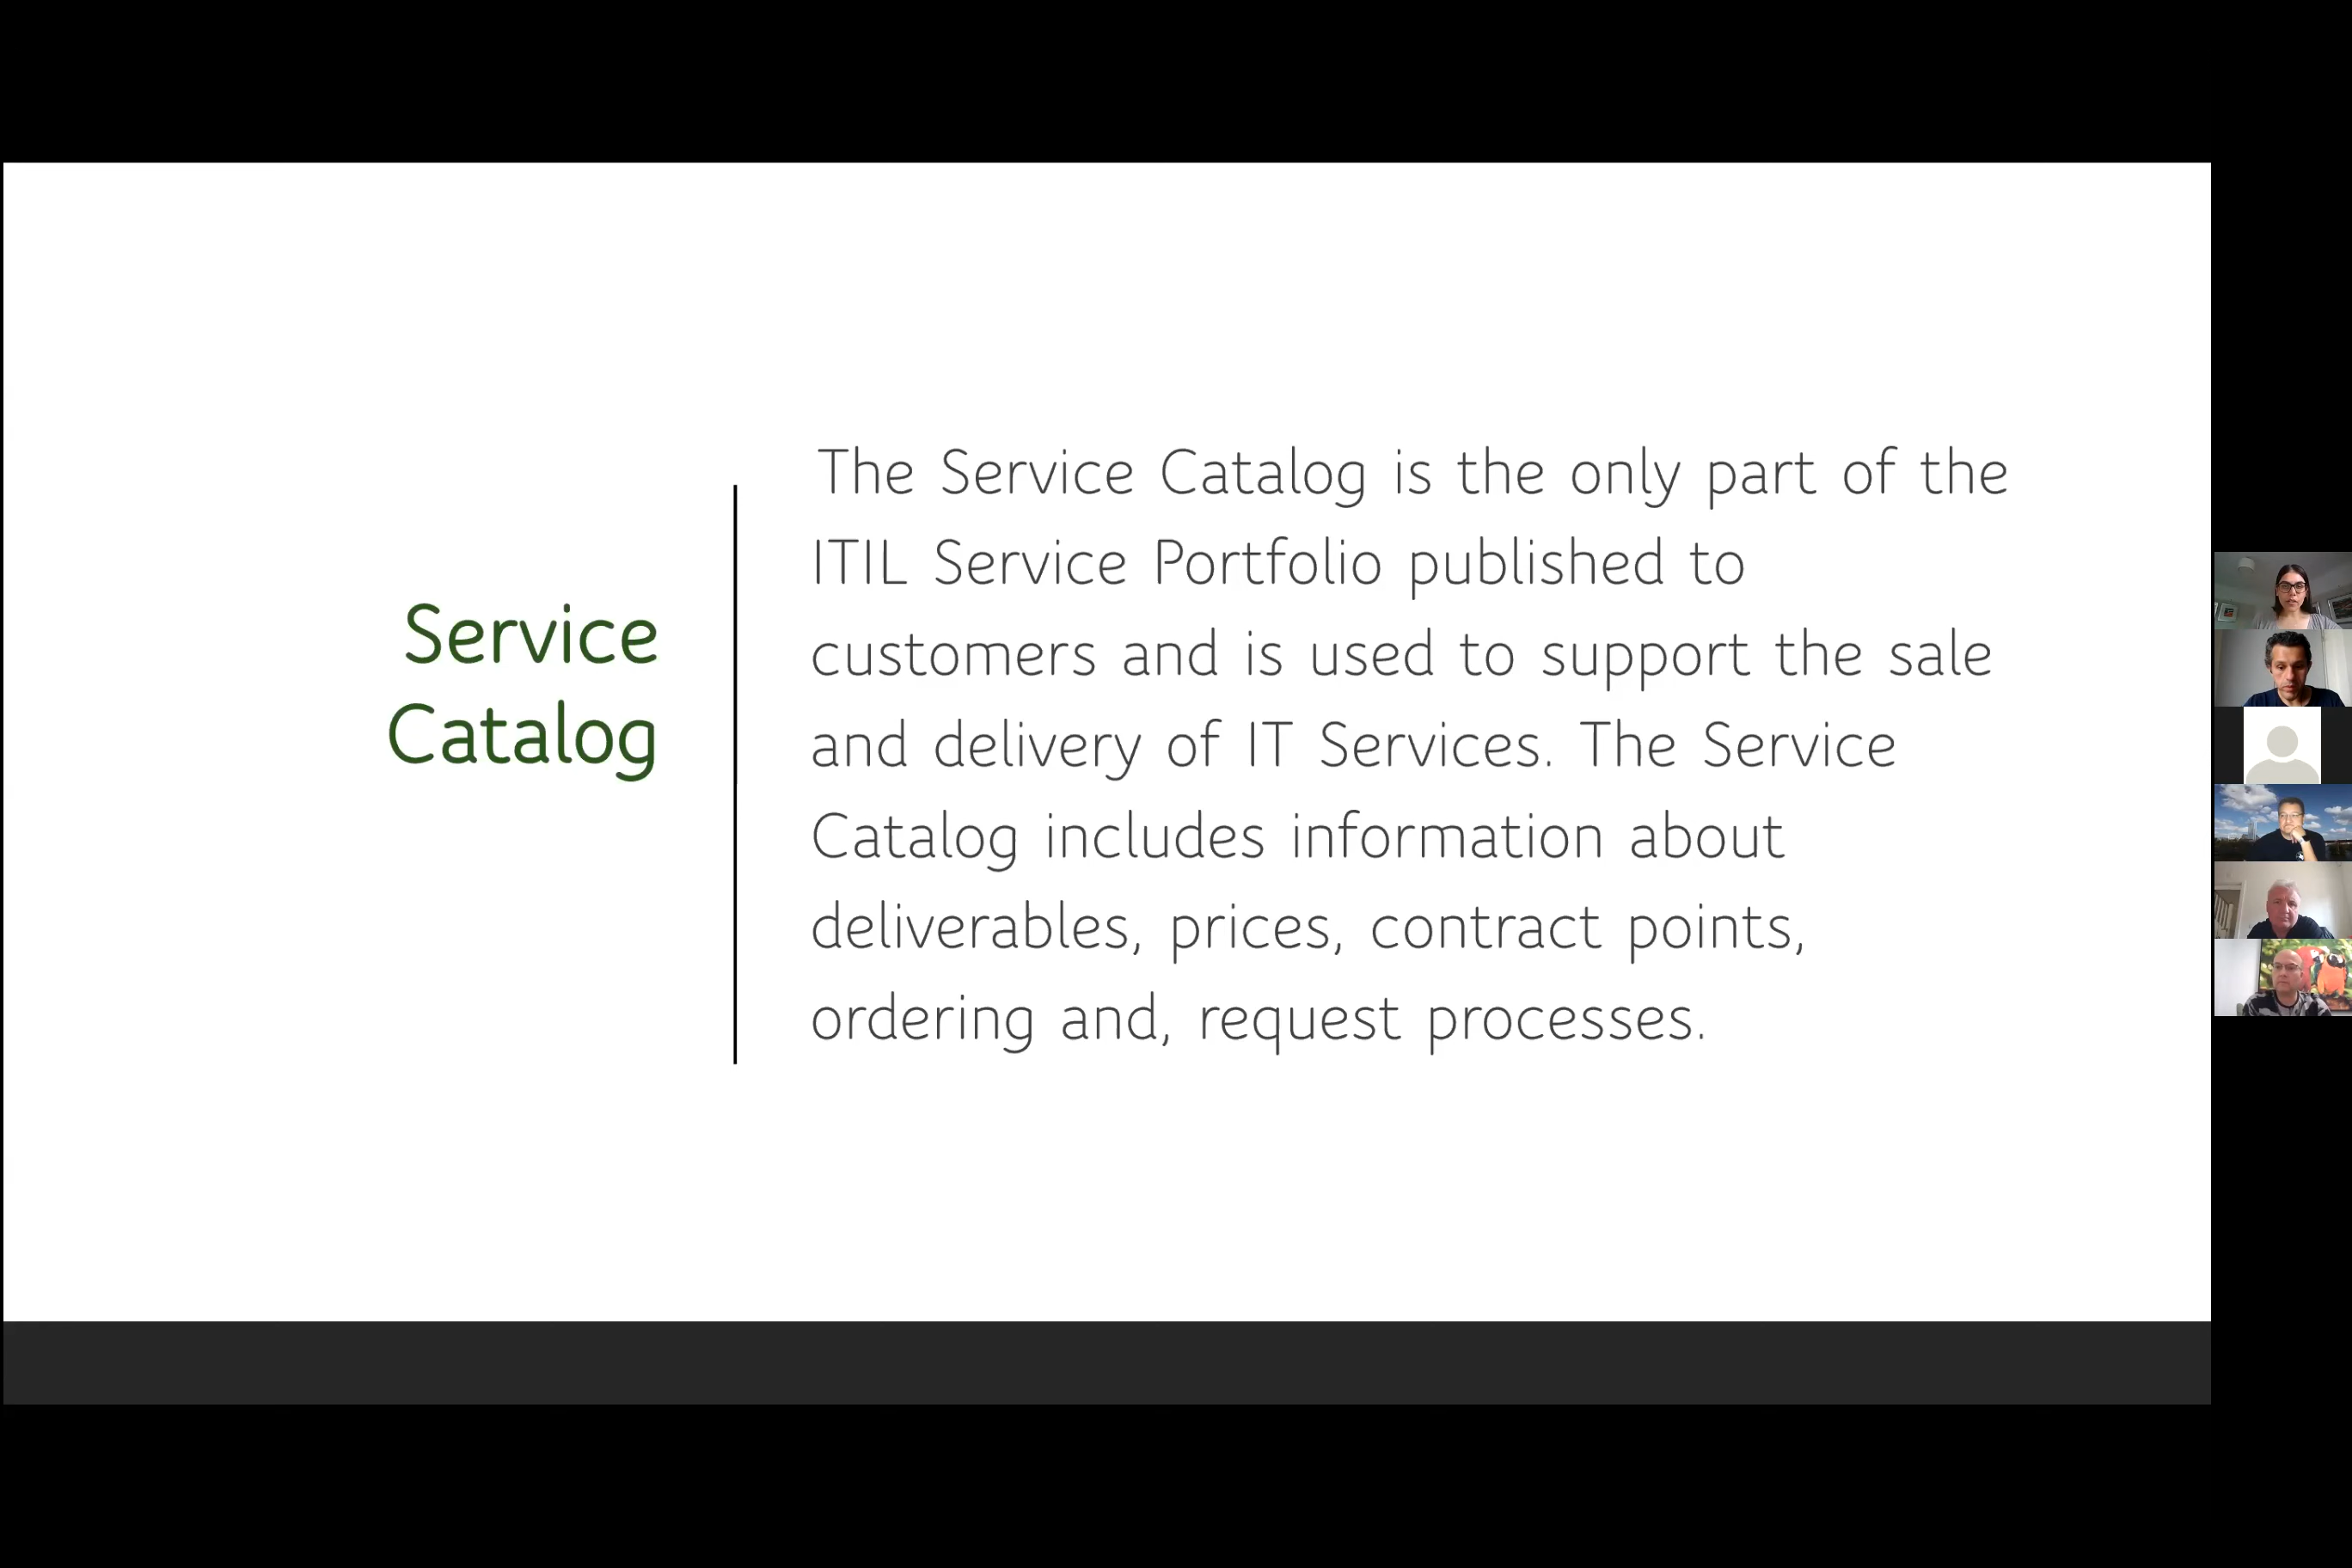 Service
Catalog
The Service Catalog is the only part of the
ITIL Service Portfolio published to
customers and is used to support the sale
and delivery of IT Services. The Service
Catalog includes information about
deliverables, prices, contract points,
ordering and, request processes.